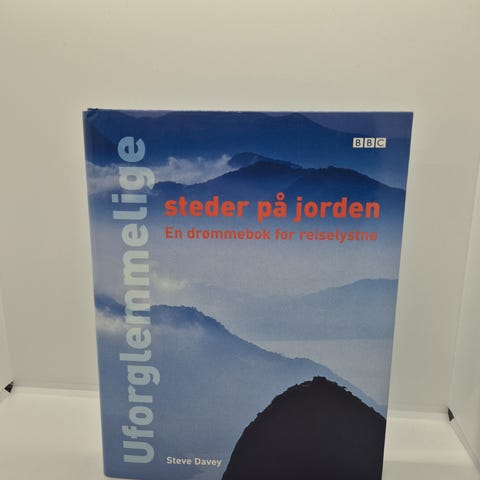 Uforglemmelige
BBC
steder på jorden
En drømmebok for reiselystne
Steve Davey